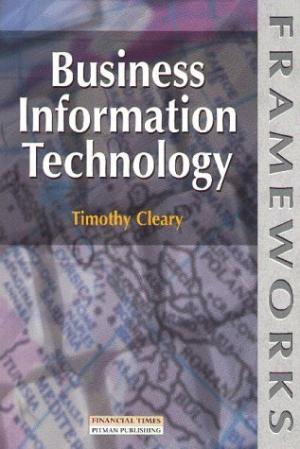 Business
Information
Technology
Timothy Cleary
FRAMEWORKS
FINANCIAL TIMES
PITMAN PUBLISHING